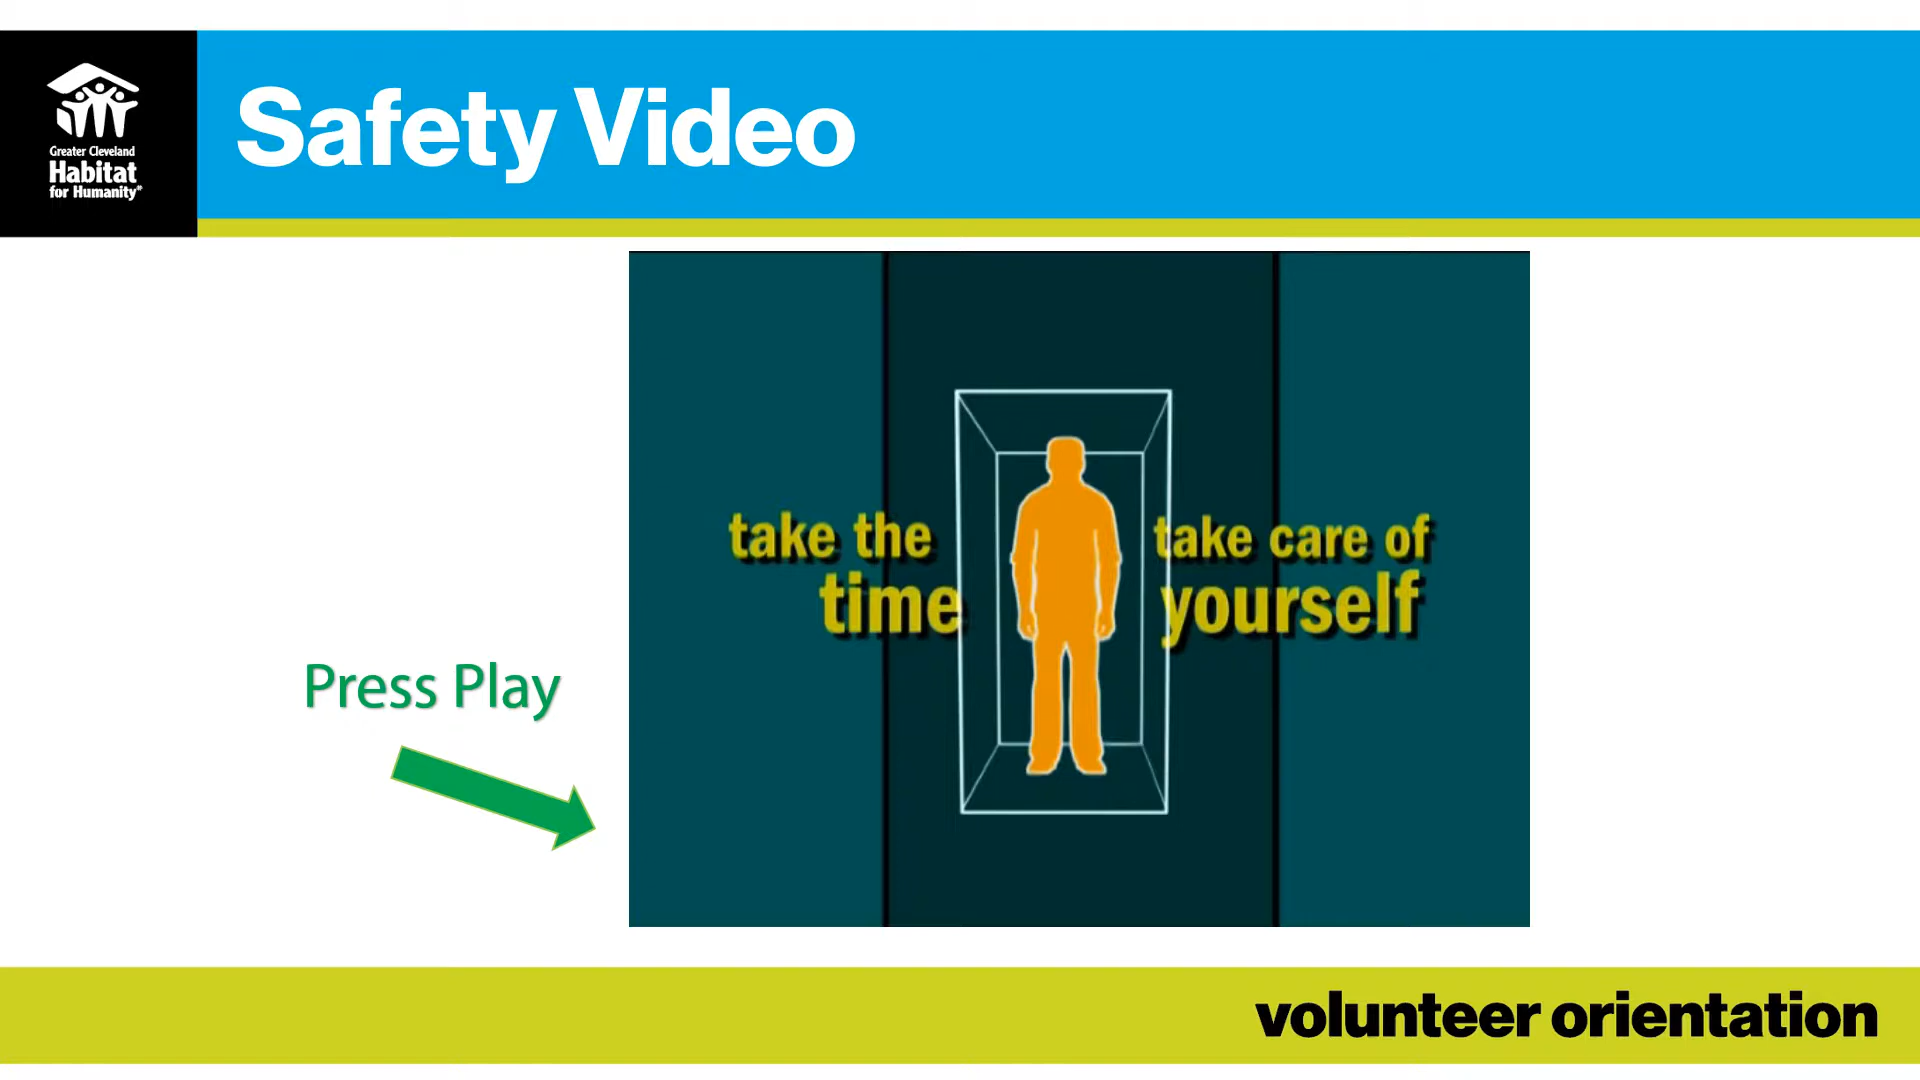 Greater Cleveland
Habitat
for Humanity®
Safety Video
take the
time
take care of
yourself
Press Play
volunteer orientation